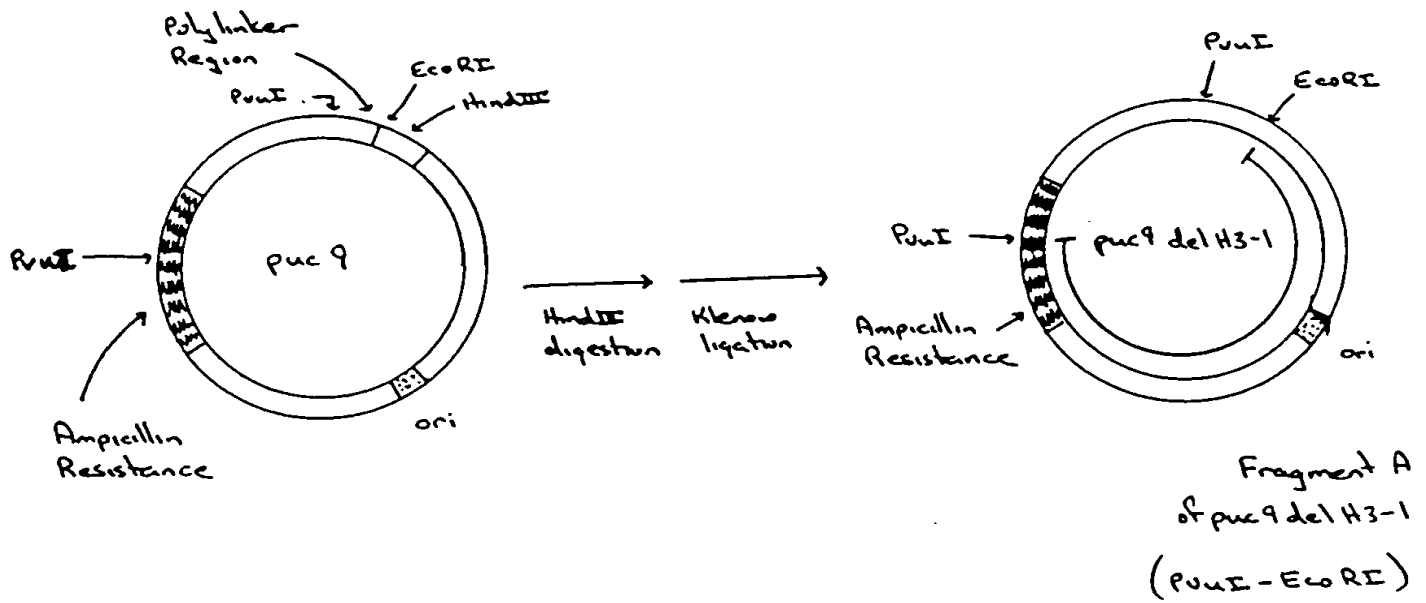 Polylinker
Region
EcoRI
PvuI
HindIII
PvuI
puc 9
Ampicillin
Resistance
ori
HindIII
digestion
Klenow
ligation
PvuI
EcoRI
PvuI
puc9 del H3-1
Ampicillin
Resistance
ori
Fragment A
of puc9 del H3-1
(PvuI-EcoRI)